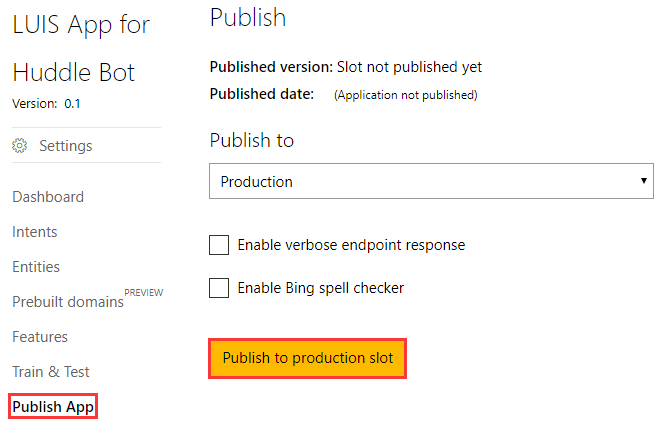 LUIS App for
Huddle Bot
Version: 0.1
Settings
Dashboard
Intents
Entities
Prebuilt domains PREVIEW
Features
Train & Test
Publish App
Publish
Published version: Slot not published yet
Published date: (Application not published)
Publish to
Production
Enable verbose endpoint response
Enable Bing spell checker
Publish to production slot